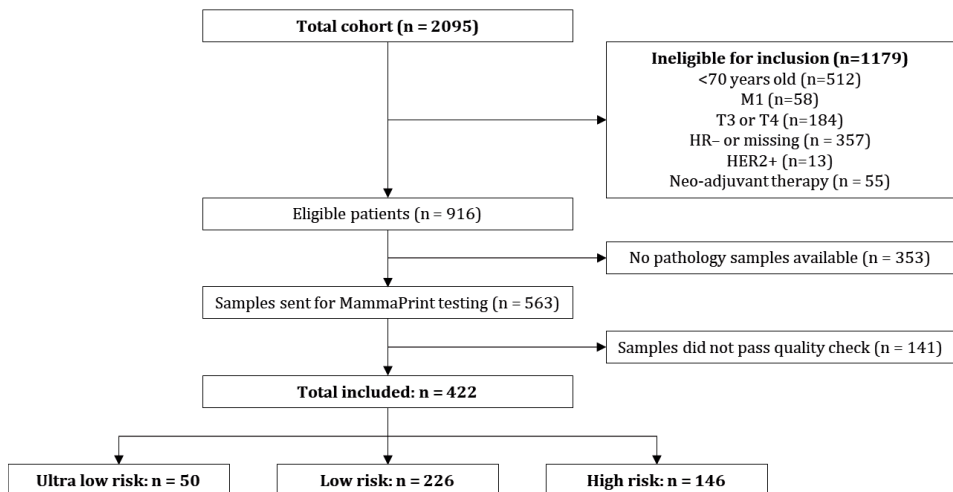 Total cohort (n = 2095)
Ineligible for inclusion (n=1179)
<70 years old (n=512)
M1 (n=58)
T3 or T4 (n=184)
HR– or missing (n = 357)
HER2+ (n=13)
Neo-adjuvant therapy (n = 55)
Eligible patients (n = 916)
No pathology samples available (n = 353)
Samples sent for MammaPrint testing (n = 563)
Samples did not pass quality check (n = 141)
Total included: n = 422
Ultra low risk: n = 50
Low risk: n = 226
High risk: n = 146